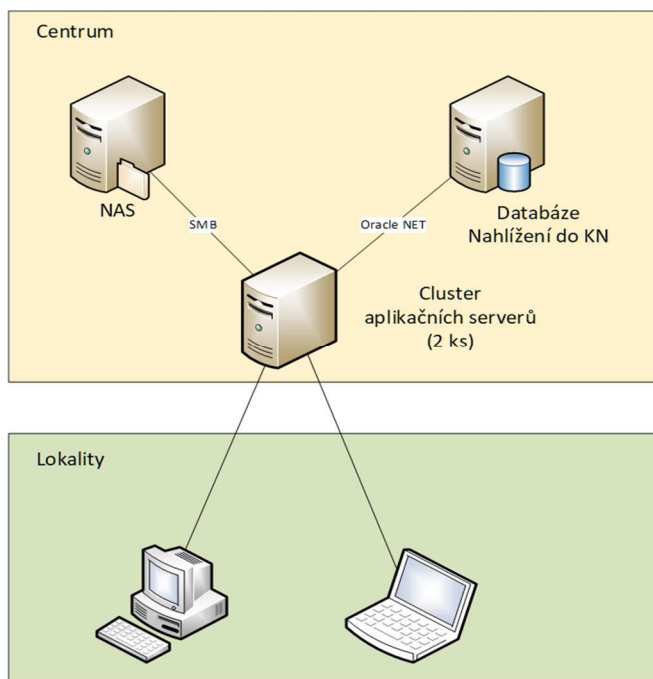 Centrum
NAS
SMB
Oracle NET
Databáze
Nahlížení do KN
Cluster
aplikačních serverů
(2 ks)
Lokality